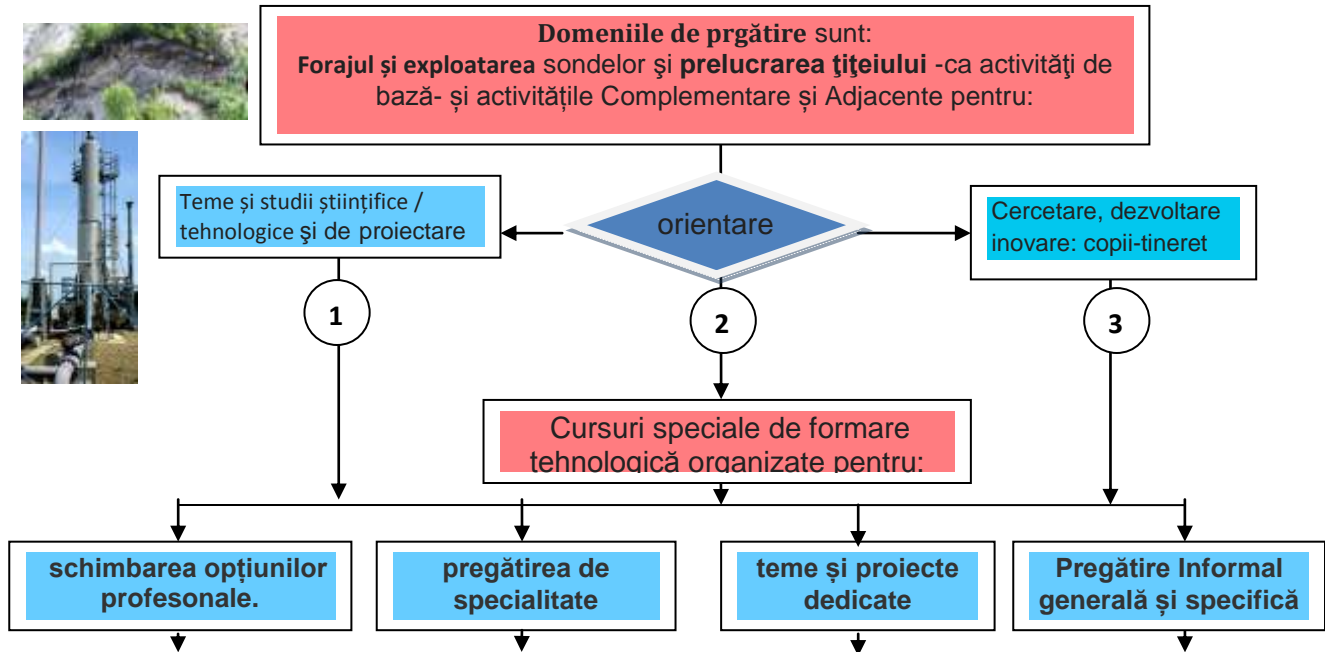 Domeniile de prgătire sunt:
Forajul și exploatarea sondelor şi prelucrarea ţiţeiului -ca activităţi de
bază- și activitățile Complementare și Adjacente pentru:
Teme și studii științifice /
tehnologice şi de proiectare
orientare
Cercetare, dezvoltare
inovare: copii-tineret
1
2
3
Cursuri speciale de formare
tehnologică organizate pentru:
schimbarea opțiunilor
profesonale.
pregătirea de
specialitate
teme și proiecte
dedicate
Pregătire Informal
generală și specifică